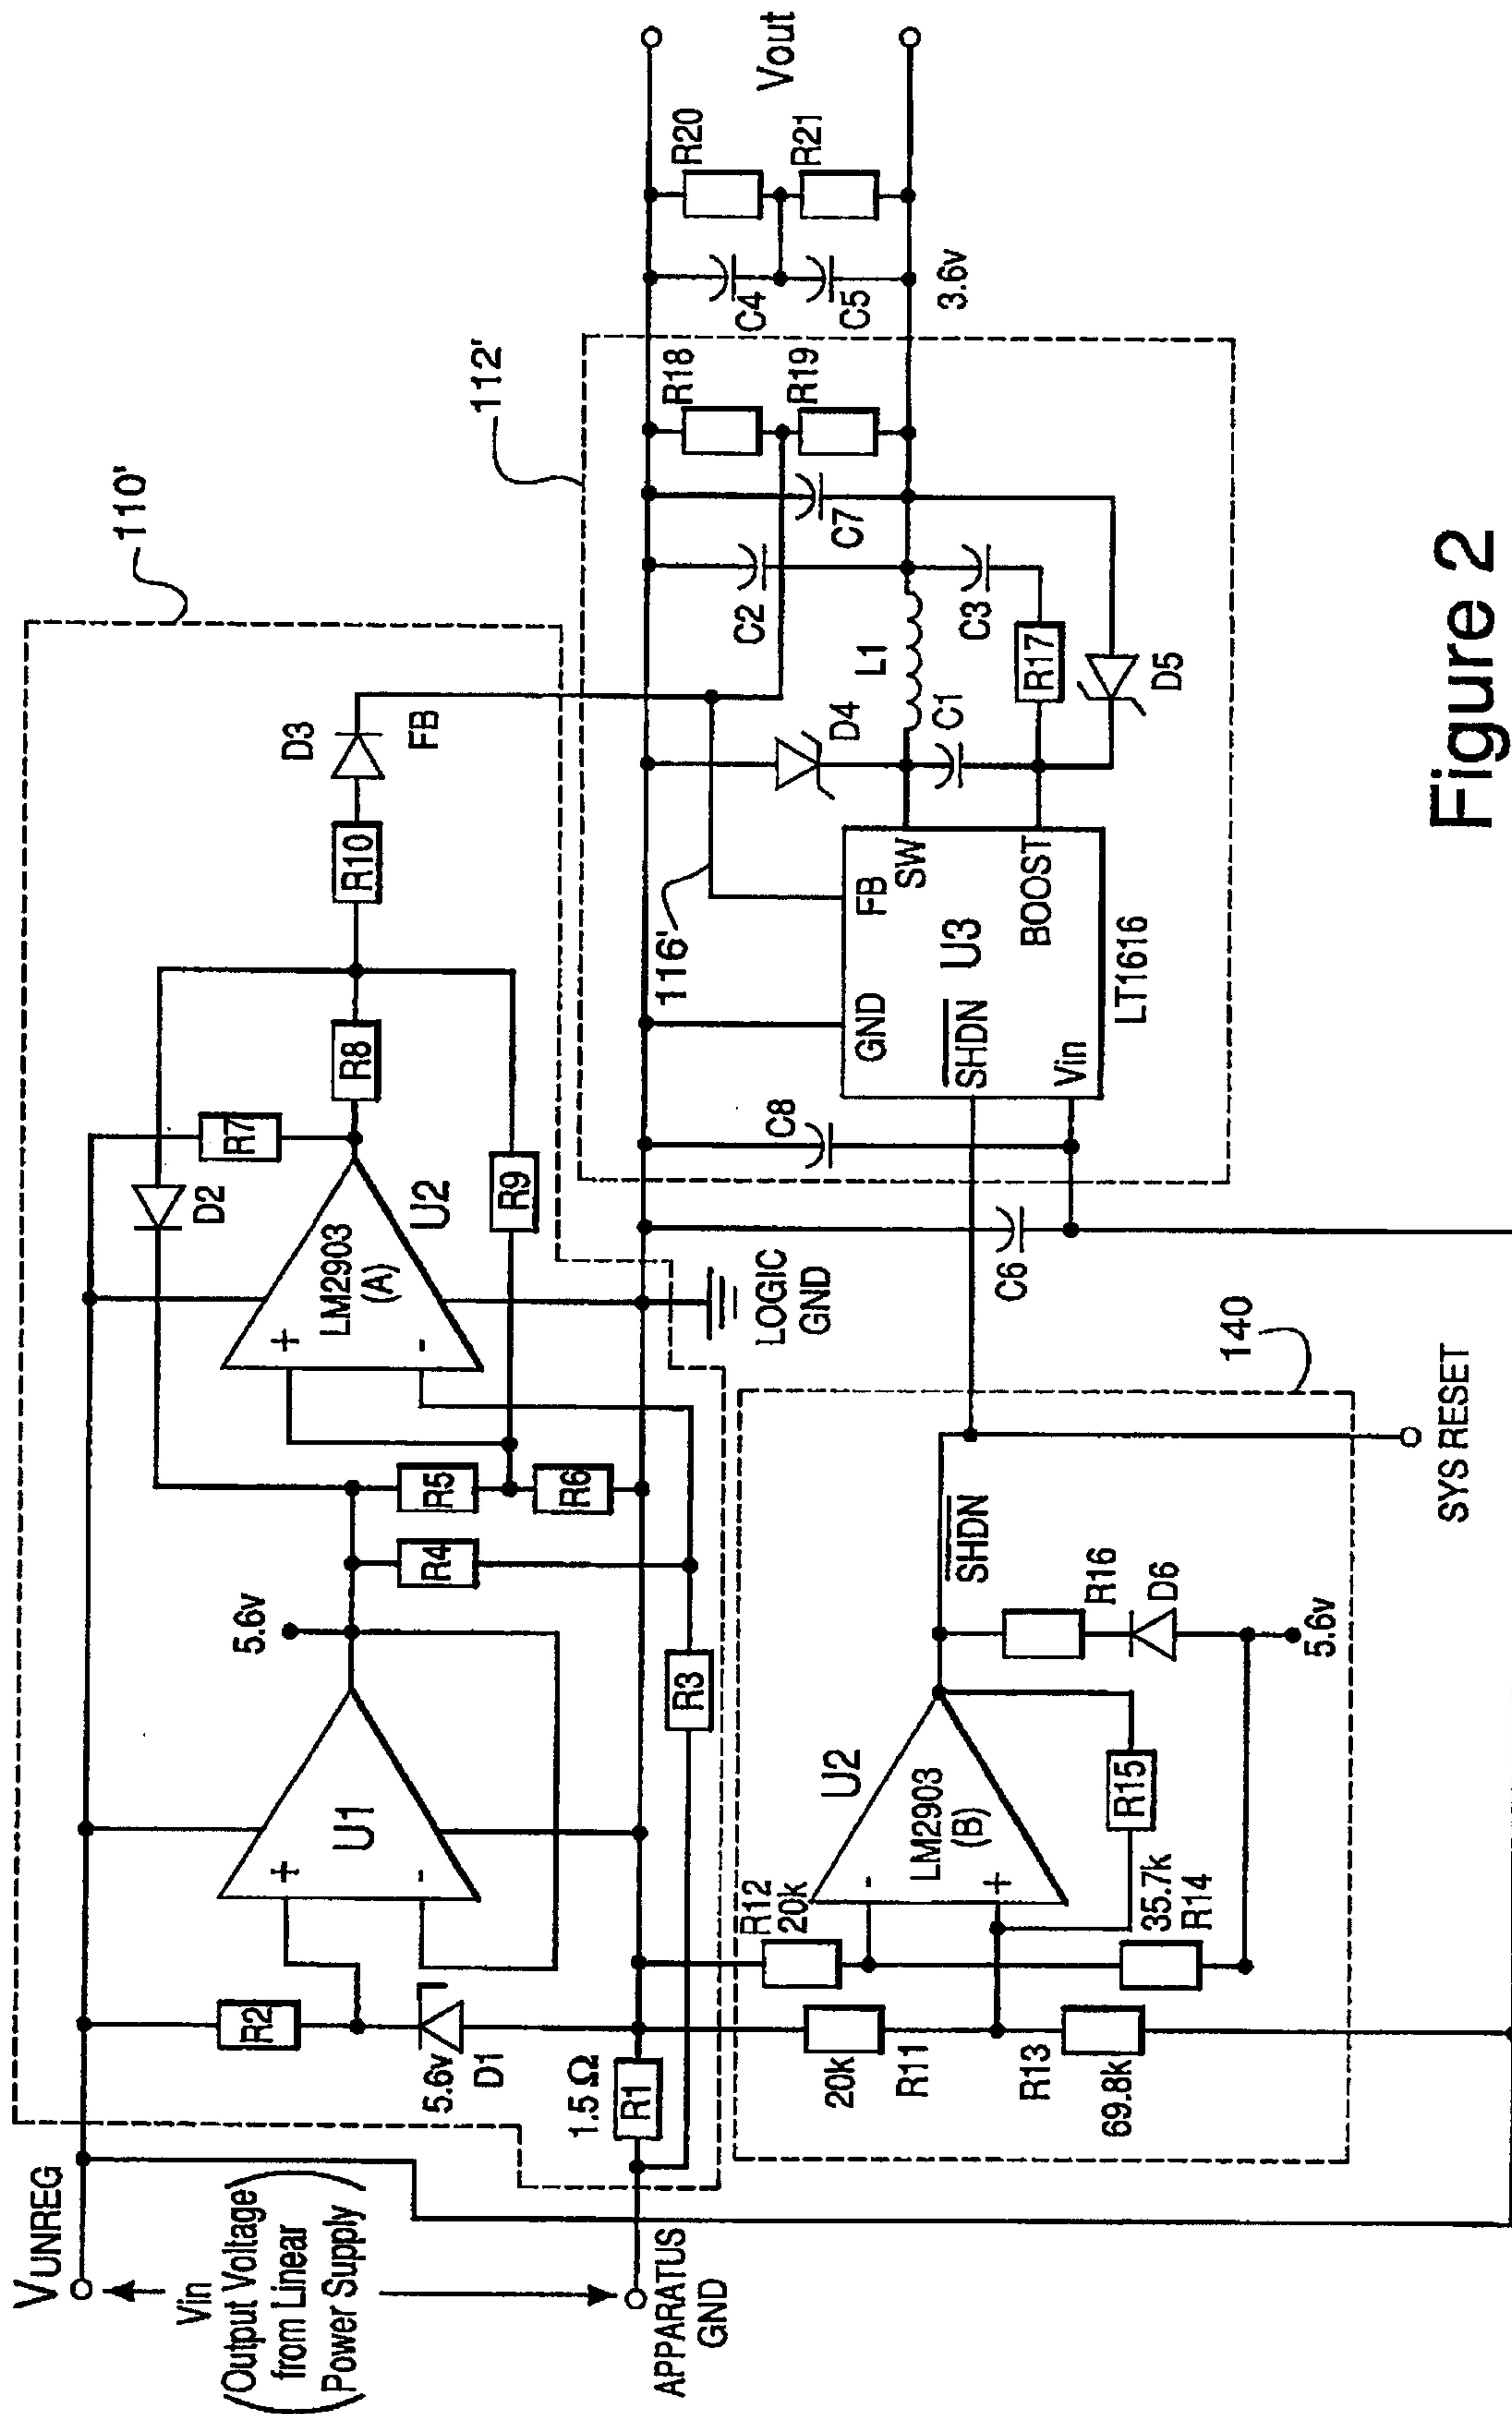 VUNREG
Vin
(Output Voltage
from Linear
Power Supply)
APPARATUS
GND
110'
R2
5.6v
D1
1.5 Ω
R1
+
-
U1
5.6v
R3
R4
R5
R6
+
-
LM2903
(A)
U2
D2
R7
R8
R9
R10
D3
FB
LOGIC
GND
112'
116'
C6
C8
GND
FB
SHDN
SW
U3
Vin
BOOST
LT1616
D4
L1
C1
C2
C3
C7
R17
D5
R18
R19
C4
C5
R20
R21
3.6v
Vout
140
R12
20k
20k
R11
R13
69.8k
-
+
LM2903
(B)
U2
35.7k
R14
R15
SHDN
R16
D6
5.6v
SYS RESET
Figure 2